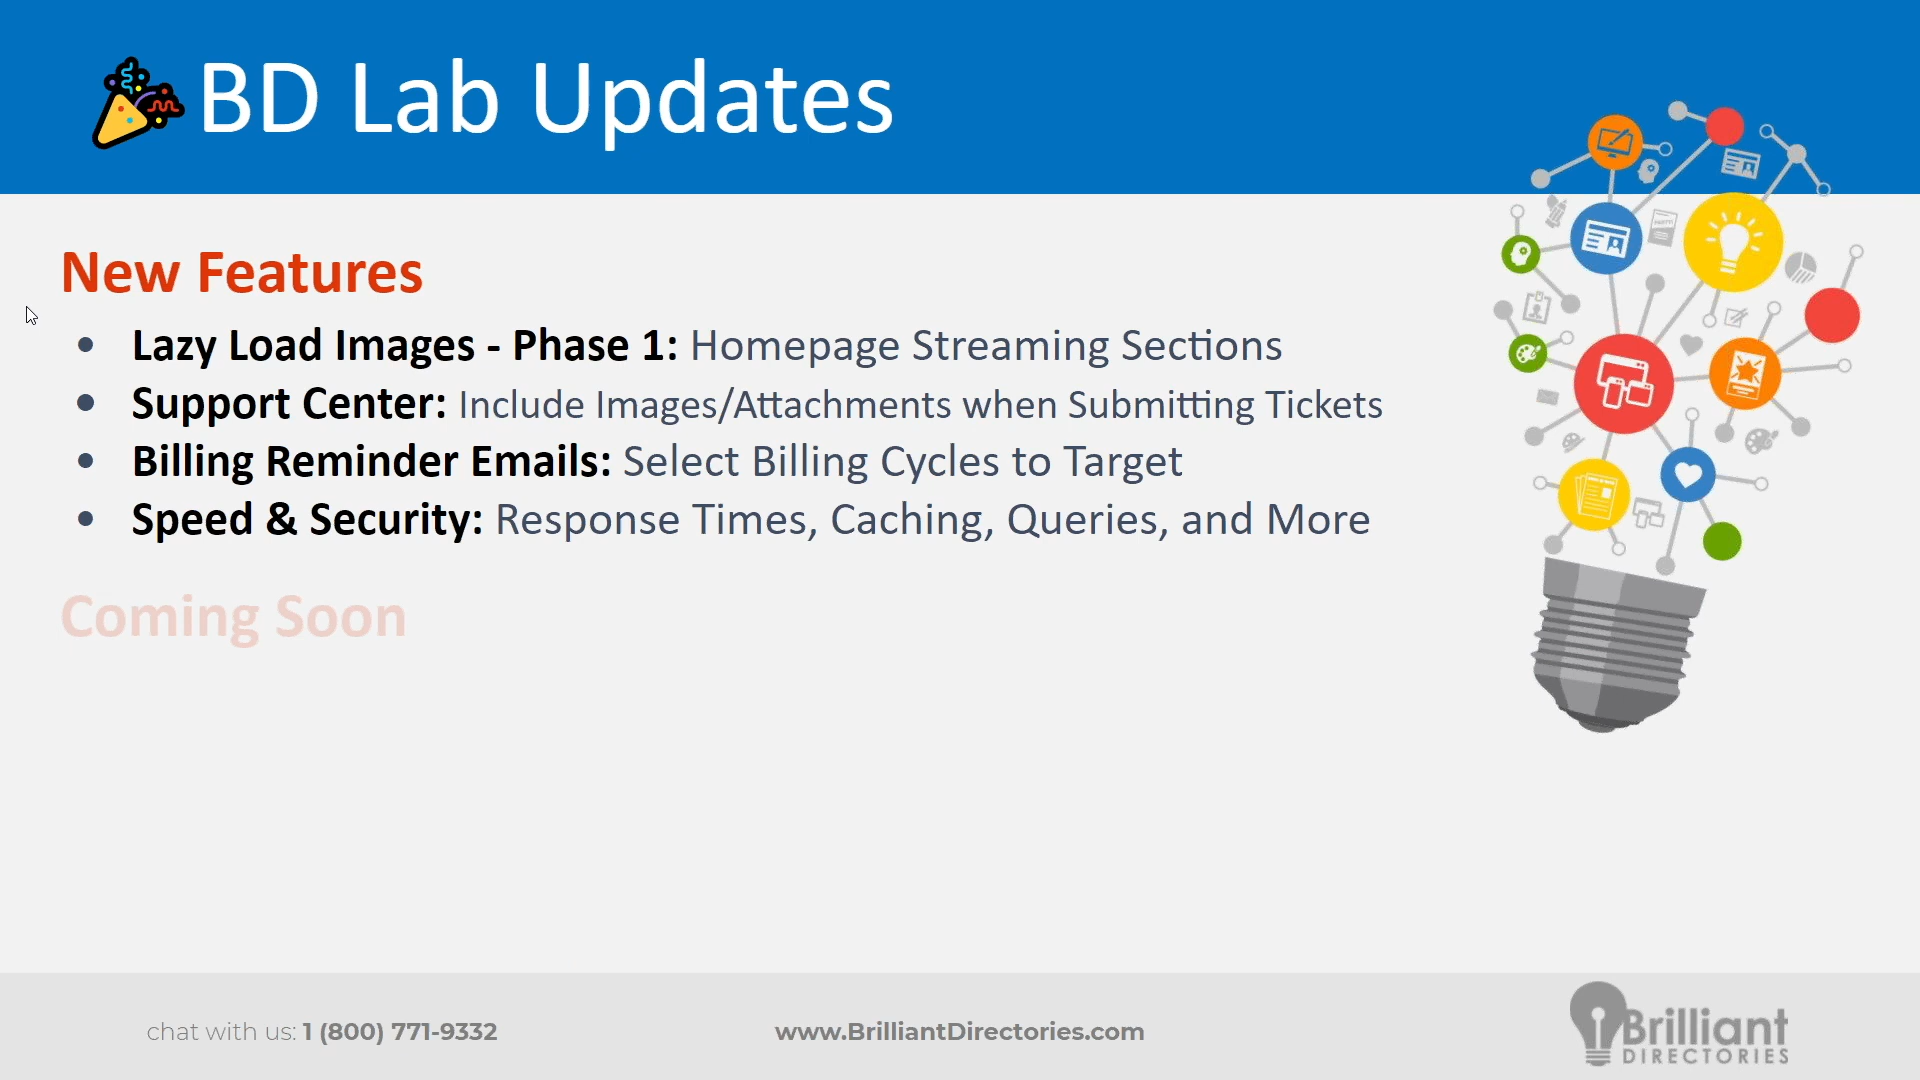 BD Lab Updates
New Features
• Lazy Load Images - Phase 1: Homepage Streaming Sections
• Support Center: Include Images/Attachments when Submitting Tickets
• Billing Reminder Emails: Select Billing Cycles to Target
• Speed & Security: Response Times, Caching, Queries, and More
Coming Soon
chat with us: 1 (800) 771-9332
www.BrilliantDirectories.com
Brilliant
DIRECTORIES